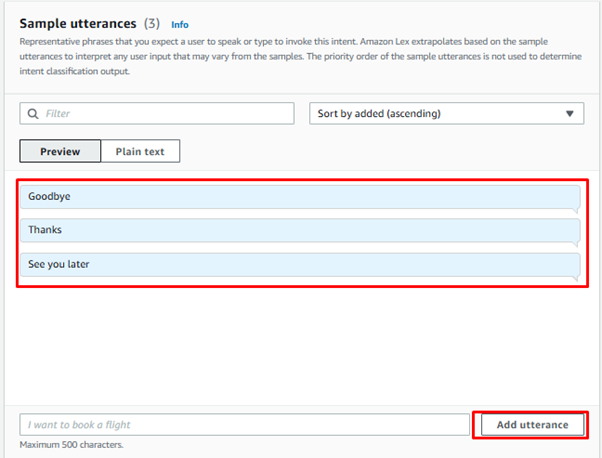 Sample utterances (3) Info
Representative phrases that you expect a user to speak or type to invoke this intent. Amazon Lex extrapolates based on the sample
utterances to interpret any user input that may vary from the samples. The priority order of the sample utterances is not used to determine
intent classification output.
Filter
Sort by added (ascending)
Preview
Plain text
Goodbye
Thanks
See you later
I want to book a flight
Add utterance
Maximum 500 characters.